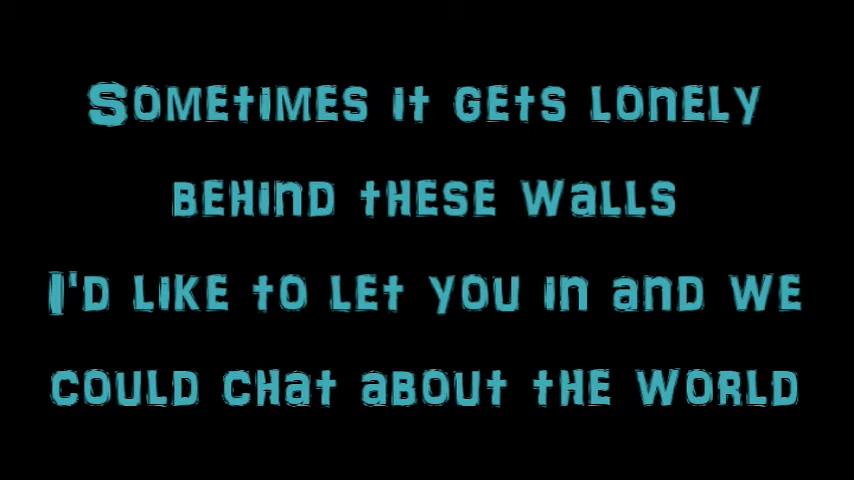 Sometimes it gets lonely
behind these walls
I'd like to let you in and we
could chat about the world